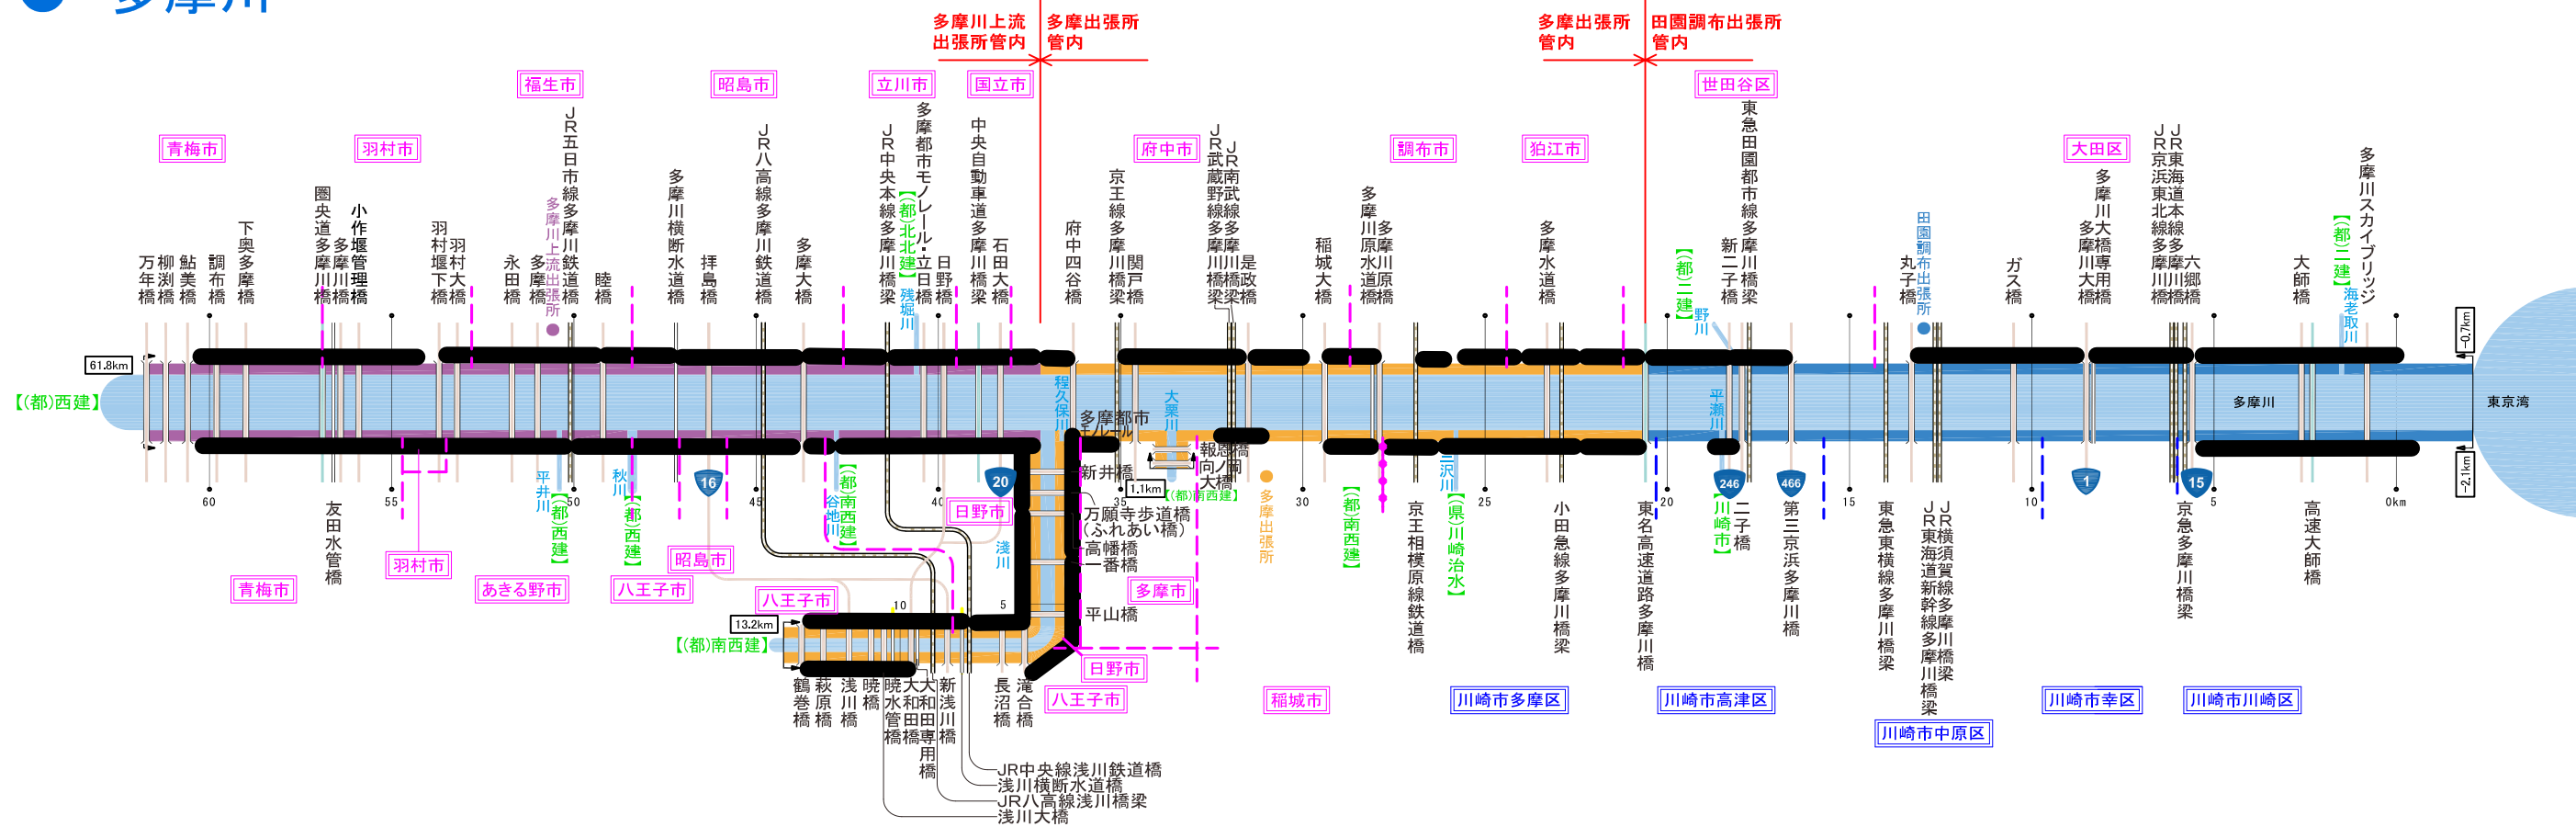 多摩川
多摩川上流
出張所管内
多摩出張所
管内
多摩出張所
管内
田園調布出張所
管内
福生市
昭島市
立川市
国立市
世田谷区
青梅市
羽村市
府中市
調布市
狛江市
大田区
万年橋
柳渕橋
鮎美橋
調布橋
下奥多摩橋
圏央道多摩川橋
多摩川橋
小作堰管理橋
羽村堰下橋
羽村大橋
永田橋
多摩橋
多摩川上流出張所
JR五日市線多摩川鉄道橋
睦橋
多摩川横断水道橋
拝島橋
JR八高線多摩川鉄道橋
多摩大橋
JR中央本線多摩川橋梁
【(都)北北建】
残堀川
多摩都市モノレール・立日橋
日野橋
中央自動車道多摩川橋
石田大橋
府中四谷橋
京王線多摩川橋梁
関戸橋
JR武蔵野線多摩川橋梁
JR南武線多摩川橋梁
是政橋
稲城大橋
多摩川原水道橋
多摩川原橋
多摩水道橋
【(都)二建】
野川
新二子橋
東急田園都市線多摩川橋梁
丸子橋
田園調布出張所
ガス橋
多摩川大橋
多摩川大橋専用橋
JR京浜東北線多摩川橋梁
JR東海道本線多摩川橋梁
六郷橋
大師橋
【(都)二建】
海老取川
多摩川スカイブリッジ
61.8km
-0.7km
【(都)西建】
程久保川
大栗川
平瀬川
多摩川
東京湾
多摩都市
モノレール
報恩橋
向ノ岡
大橋
1.1km
【(都)南西建】
-2.1km
60
55
50
45
40
35
30
25
20
15
10
5
0km
16
20
246
466
1
15
友田水管橋
平井川
【(都)西建】
秋川
【(都)西建】
谷地川
【(都)南西建】
日野市
浅川
新井橋
万願寺歩道橋
(ふれあい橋)
高幡橋
一番橋
平山橋
多摩出張所
【(都)南西建】
京王相模原線鉄道橋
三沢川
【(県)川崎治水】
小田急線多摩川橋梁
東名高速道路多摩川橋
【川崎市】
二子橋
第三京浜多摩川橋
東急東横線多摩川橋梁
JR東海道新幹線多摩川橋梁
JR横須賀線多摩川橋梁
京急多摩川橋梁
高速大師橋
羽村市
青梅市
あきる野市
八王子市
昭島市
八王子市
多摩市
13.2km
10
5
【(都)南西建】
日野市
八王子市
稲城市
川崎市多摩区
川崎市高津区
川崎市中原区
川崎市幸区
川崎市川崎区
鶴巻橋
萩原橋
浅川橋
暁橋
暁水管橋
大和田橋
大和田専用橋
新浅川橋
長沼橋
滝合橋
JR中央線浅川鉄道橋
浅川横断水道橋
JR八高線浅川橋梁
浅川大橋